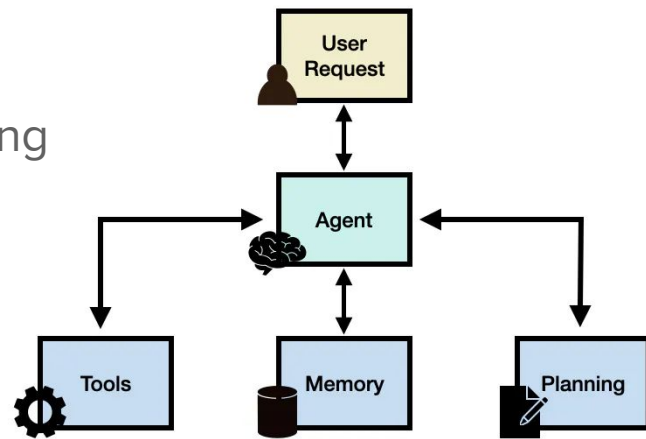 User
Request
ng
Agent
Tools
Memory
Planning